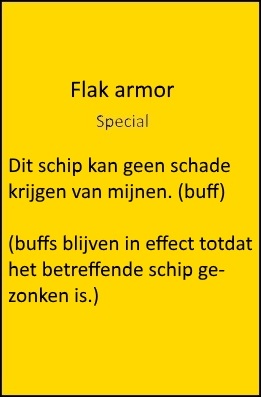 Flak armor
Special
Dit schip kan geen schade
krijgen van mijnen. (buff)
(buffs blijven in effect totdat
het betreffende schip ge-
zonken is.)